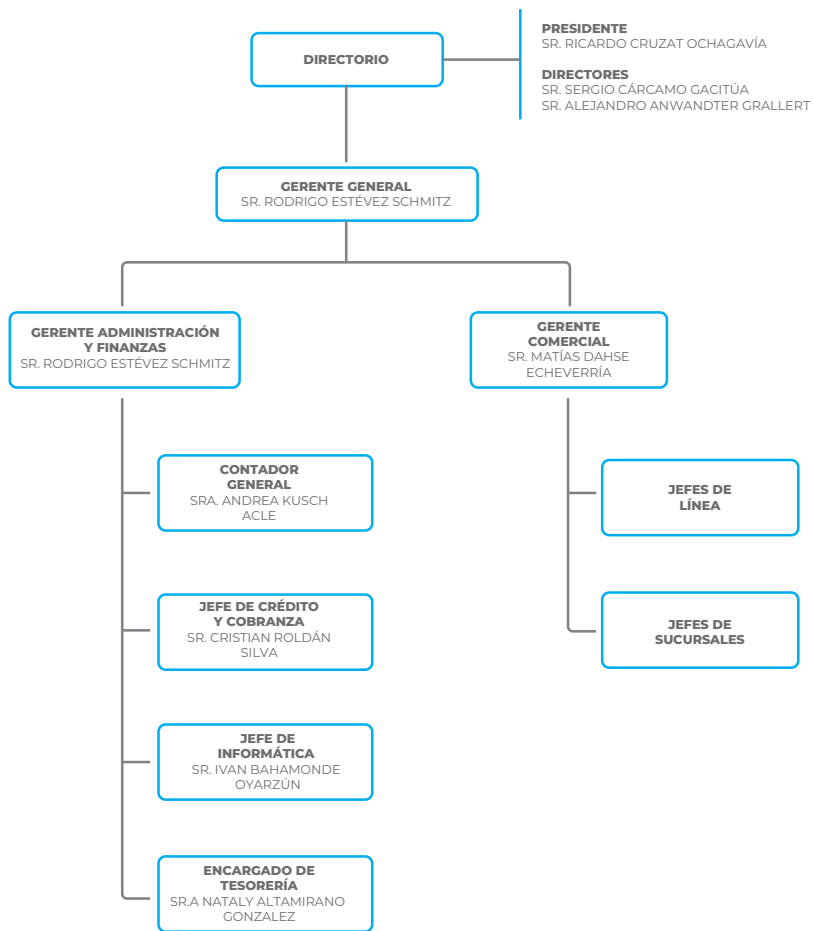 DIRECTORIO
PRESIDENTE
SR. RICARDO CRUZAT OCHAGAVÍA
DIRECTORES
SR. SERGIO CÁRCAMO GACITÚA
SR. ALEJANDRO ANWANDTER GRALLERT
GERENTE GENERAL
SR. RODRIGO ESTÉVEZ SCHMITZ
GERENTE ADMINISTRACIÓN
Y FINANZAS
SR. RODRIGO ESTÉVEZ SCHMITZ
GERENTE
COMERCIAL
SR. MATÍAS DAHSE
ECHEVERRÍA
CONTADOR
GENERAL
SRA. ANDREA KUSCH
ACLE
JEFE DE CRÉDITO
Y COBRANZA
SR. CRISTIAN ROLDÁN
SILVA
JEFE DE
INFORMÁTICA
SR. IVAN BAHAMONDE
OYARZÚN
ENCARGADO DE
TESORERÍA
SR.A NATALY ALTAMIRANO
GONZALEZ
JEFES DE
LÍNEA
JEFES DE
SUCURSALES